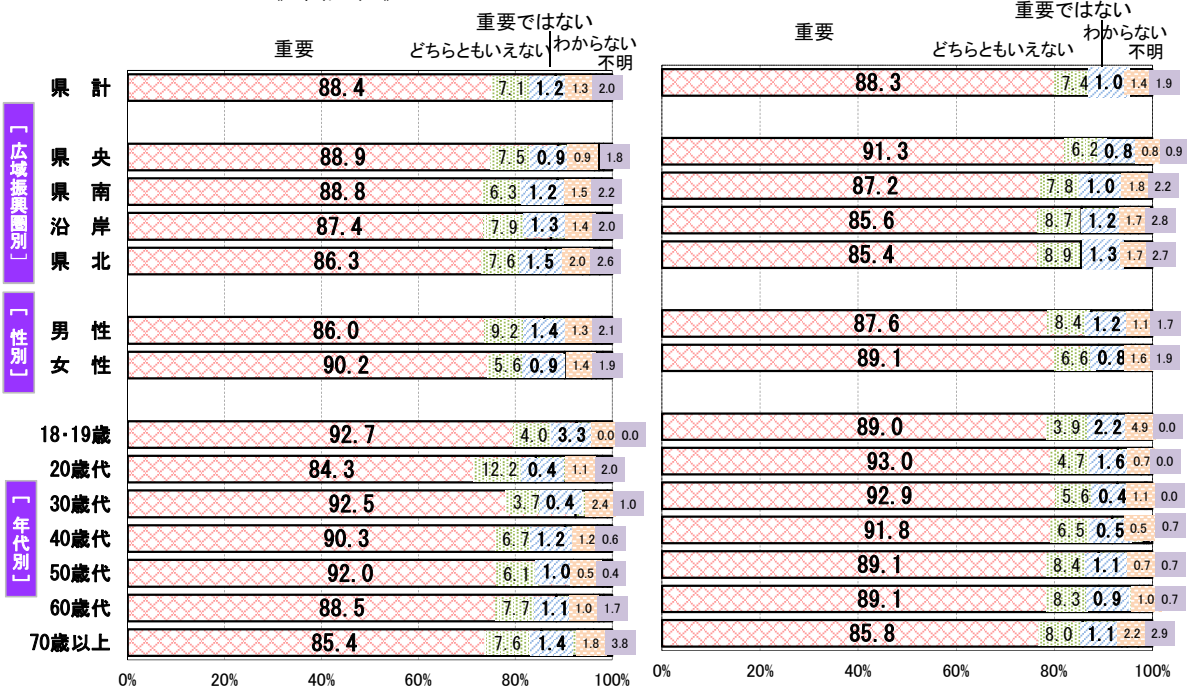 重要
どちらともいえない
重要ではない
わからない
不明
重要
どちらともいえない
重要ではない
わからない
不明
県 計 88.4 7.1 1.2 1.3 2.0 88.3 7.4 1.0 1.4 1.9
[広域振興圏別]
県 央 88.9 7.5 0.9 0.9 1.8 91.3 6.2 0.8 0.8 0.9
県 南 88.8 6.3 1.2 1.5 2.2 87.2 7.8 1.0 1.8 2.2
沿 岸 87.4 7.9 1.3 1.4 2.0 85.6 8.7 1.2 1.7 2.8
県 北 86.3 7.6 1.5 2.0 2.6 85.4 8.9 1.3 1.7 2.7
[性別]
男 性 86.0 9.2 1.4 1.3 2.1 87.6 8.4 1.2 1.1 1.7
女 性 90.2 5.6 0.9 1.4 1.9 89.1 6.6 0.8 1.6 1.9
[年代別]
18・19歳 92.7 4.0 3.3 0.0 0.0 89.0 3.9 2.2 4.9 0.0
20歳代 84.3 12.2 0.4 1.1 2.0 93.0 4.7 1.6 0.7 0.0
30歳代 92.5 3.7 0.4 2.4 1.0 92.9 5.6 0.4 1.1 0.0
40歳代 90.3 6.7 1.2 1.2 0.6 91.8 6.5 0.5 0.5 0.7
50歳代 92.0 6.1 1.0 0.5 0.4 89.1 8.4 1.1 0.7 0.7
60歳代 88.5 7.7 1.1 1.0 1.7 89.1 8.3 0.9 1.0 0.7
70歳以上 85.4 7.6 1.4 1.8 3.8 85.8 8.0 1.1 2.2 2.9
0% 20% 40% 60% 80% 100% 0% 20% 40% 60% 80% 100%